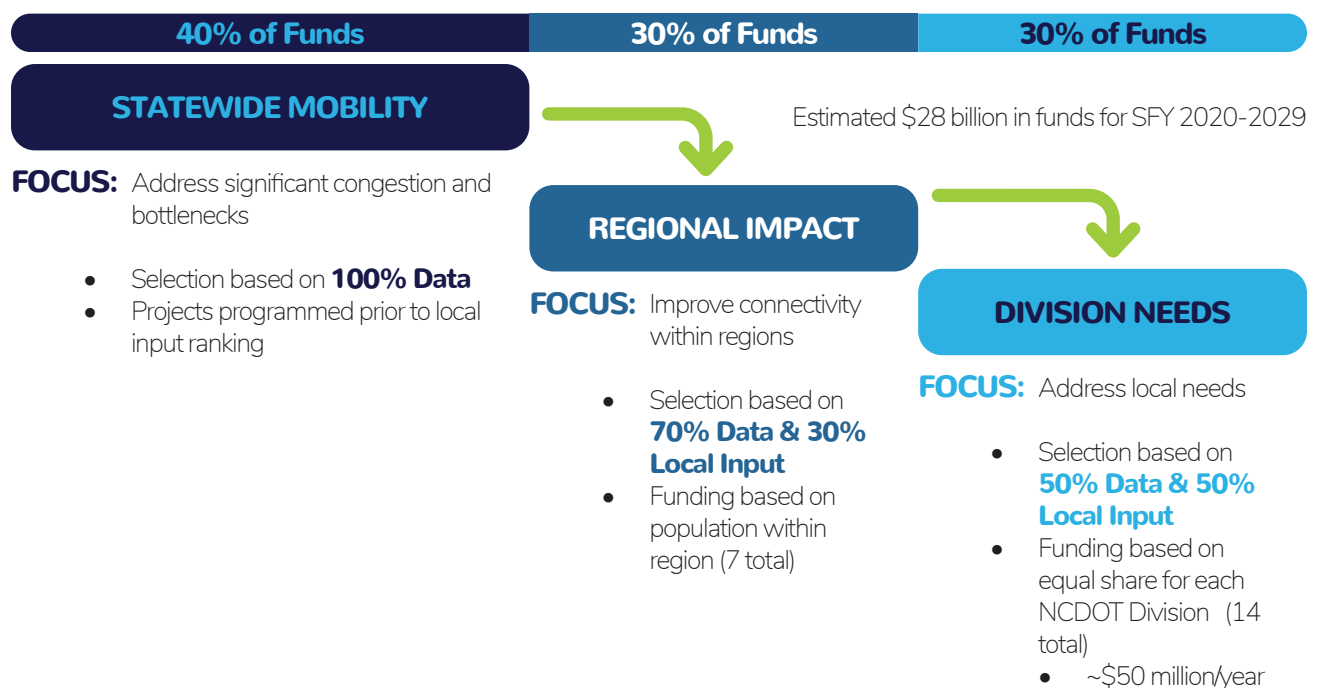 40% of Funds
30% of Funds
30% of Funds
STATEWIDE MOBILITY
Estimated $28 billion in funds for SFY 2020-2029
FOCUS: Address significant congestion and
bottlenecks
• Selection based on 100% Data
• Projects programmed prior to local
input ranking
REGIONAL IMPACT
FOCUS: Improve connectivity
within regions
• Selection based on
70% Data & 30%
Local Input
• Funding based on
population within
region (7 total)
DIVISION NEEDS
FOCUS: Address local needs
• Selection based on
50% Data & 50%
Local Input
• Funding based on
equal share for each
NCDOT Division (14
total)
• ~$50 million/year